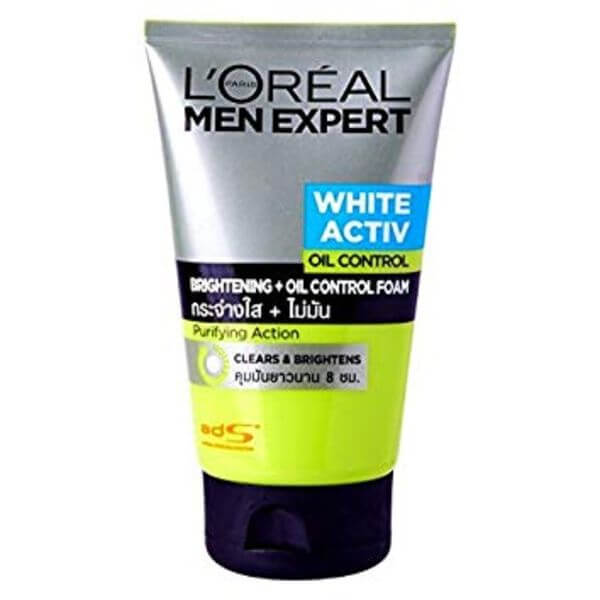 L'ORÉAL
PARIS
MEN EXPERT
WHITE
ACTIV
OIL CONTROL
BRIGHTENING + OIL CONTROL FOAM
กระจ่างใส + ไม่มัน
Purifying Action
CLEARS & BRIGHTENS
คุมมันยาวนาน 8 ชม.
adS